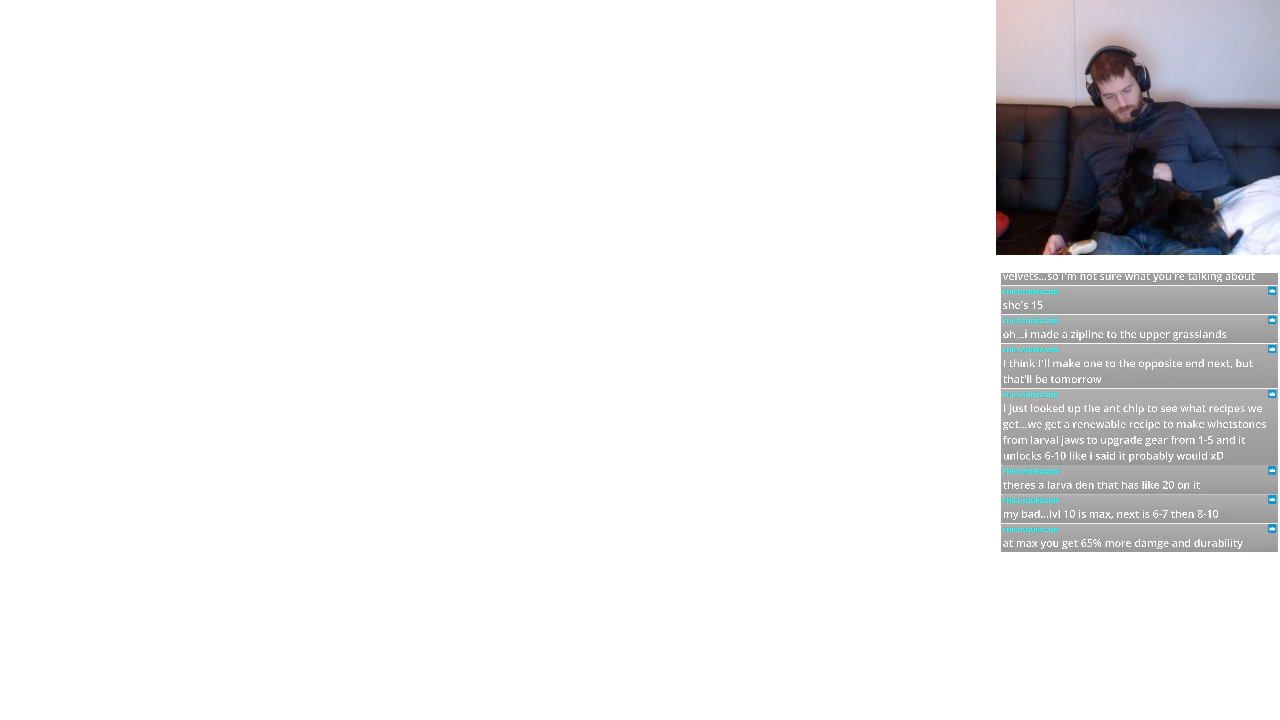 velvets...so i'm not sure what you're talking about
she's 15
oh...i made a zipline to the upper grasslands
I think I'll make one to the opposite end next, but
that'll be tomorrow
I just looked up the ant chip to see what recipes we
get...we get a renewable recipe to make whetstones
from larval jaws to upgrade gear from 1-5 and it
unlocks 6-10 like i said it probably would xD
theres a larva den that has like 20 on it
my bad...lvl 10 is max, next is 6-7 then 8-10
at max you get 65% more damge and durability